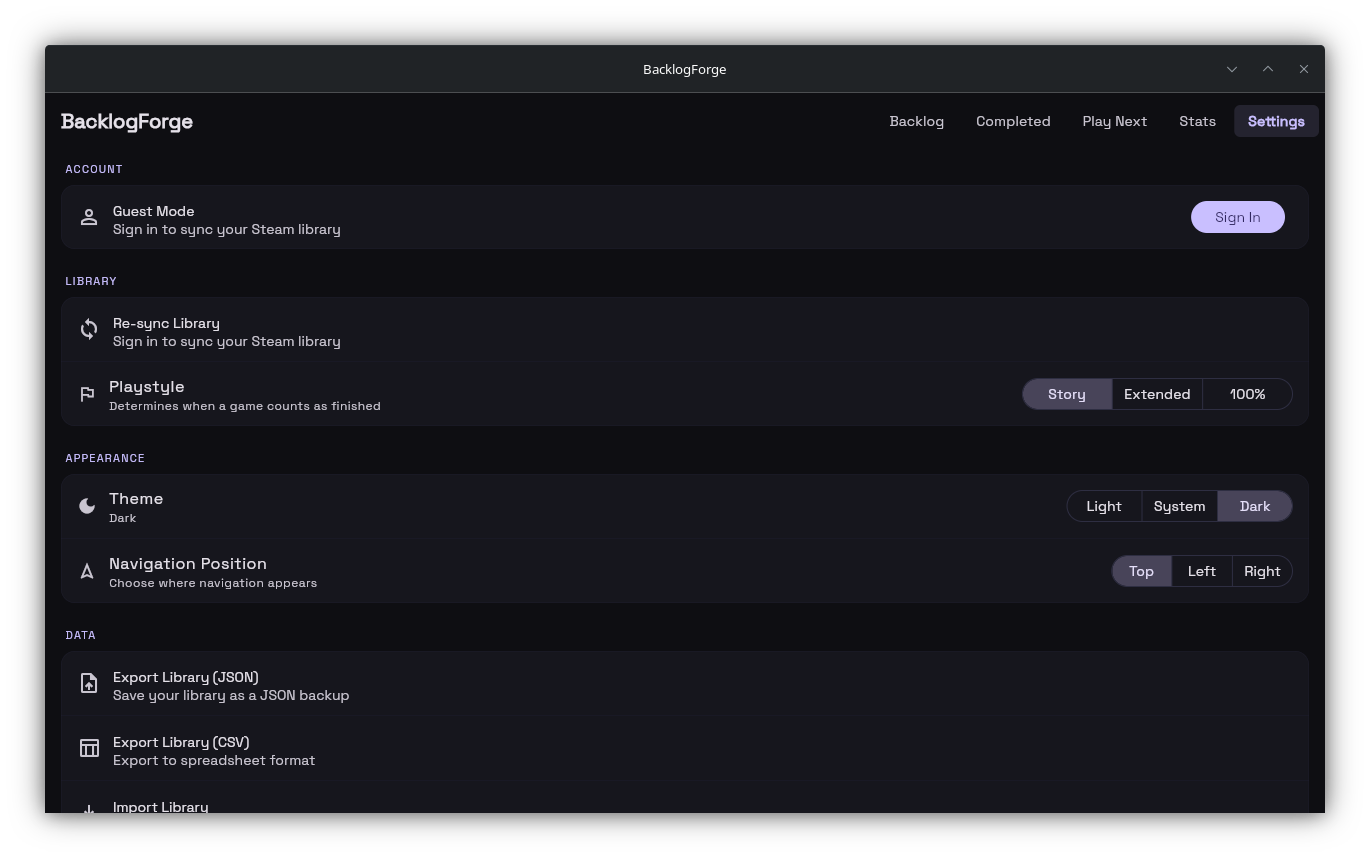 BacklogForge
BacklogForge
Backlog
Completed
Play Next
Stats
Settings
ACCOUNT
Guest Mode
Sign in to sync your Steam library
Sign In
LIBRARY
Re-sync Library
Sign in to sync your Steam library
Playstyle
Determines when a game counts as finished
Story
Extended
100%
APPEARANCE
Theme
Dark
Light
System
Dark
Navigation Position
Choose where navigation appears
Top
Left
Right
DATA
Export Library (JSON)
Save your library as a JSON backup
Export Library (CSV)
Export to spreadsheet format
Import Library